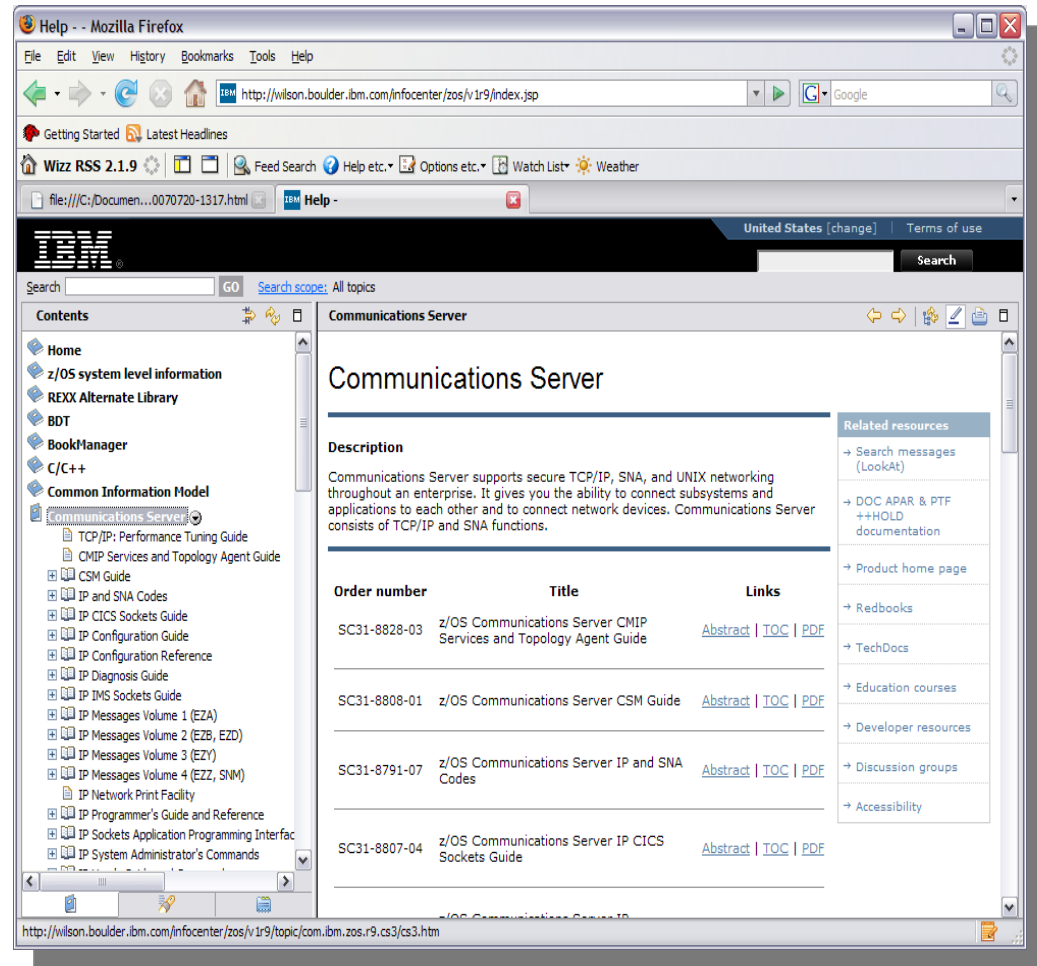 Help - - Mozilla Firefox
File Edit View History Bookmarks Tools Help
http://wilson.boulder.ibm.com/infocenter/zos/v1r9/index.jsp
G Google
Getting Started Latest Headlines
Wizz RSS 2.1.9 Feed Search Help etc. Options etc. Watch List Weather
file:///C:/Documen...0070720-1317.html
IBM Help -
United States [change] | Terms of use
IBM®
Search
Search GO Search scope: All topics
Contents
Home
z/OS system level information
REXX Alternate Library
BDT
BookManager
C/C++
Common Information Model
Communications Server
TCP/IP: Performance Tuning Guide
CMIP Services and Topology Agent Guide
CSM Guide
IP and SNA Codes
IP CICS Sockets Guide
IP Configuration Guide
IP Configuration Reference
IP Diagnosis Guide
IP IMS Sockets Guide
IP Messages Volume 1 (EZA)
IP Messages Volume 2 (EZB, EZD)
IP Messages Volume 3 (EZY)
IP Messages Volume 4 (EZZ, SNM)
IP Network Print Facility
IP Programmer's Guide and Reference
IP Sockets Application Programming Interfac
IP System Administrator's Commands
Communications Server
Communications Server
Description
Communications Server supports secure TCP/IP, SNA, and UNIX networking
throughout an enterprise. It gives you the ability to connect subsystems and
applications to each other and to connect network devices. Communications Server
consists of TCP/IP and SNA functions.
Order number Title Links
SC31-8828-03 z/OS Communications Server CMIP
Services and Topology Agent Guide Abstract | TOC | PDF
SC31-8808-01 z/OS Communications Server CSM Guide Abstract | TOC | PDF
SC31-8791-07 z/OS Communications Server IP and SNA
Codes Abstract | TOC | PDF
SC31-8807-04 z/OS Communications Server IP CICS
Sockets Guide Abstract | TOC | PDF
Related resources
→ Search messages
(LookAt)
→ DOC APAR & PTF
++HOLD
documentation
→ Product home page
→ Redbooks
→ TechDocs
→ Education courses
→ Developer resources
→ Discussion groups
→ Accessibility
http://wilson.boulder.ibm.com/infocenter/zos/v1r9/topic/com.ibm.zos.r9.cs3/cs3.htm